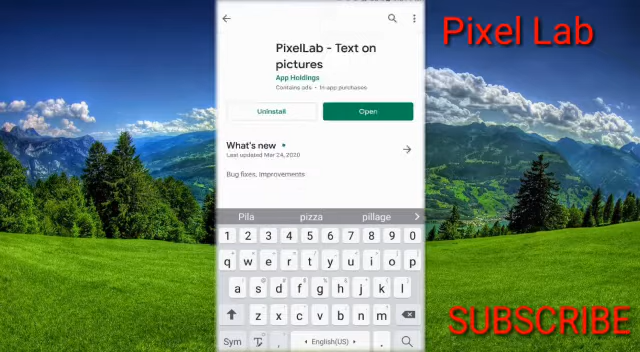 Pixel Lab
PixelLab - Text on
pictures
App Holdings
Contains ads • In-app purchases
Uninstall
Open
What's new
Last updated Mar 24, 2020
Bug fixes, Improvements
Pila pizza pillage
1 2 3 4 5 6 7 8 9 0
q w e r t y u i o p
a s d f g h j k l
z x c v b n m
Sym , English(US) .
SUBSCRIBE